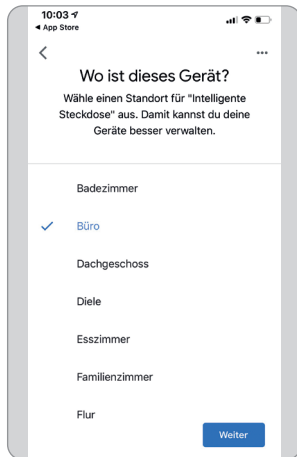 10:03
◀ App Store
Wo ist dieses Gerät?
Wähle einen Standort für "Intelligente
Steckdose" aus. Damit kannst du deine
Geräte besser verwalten.
Badezimmer
Büro
Dachgeschoss
Diele
Esszimmer
Familienzimmer
Flur
Weiter